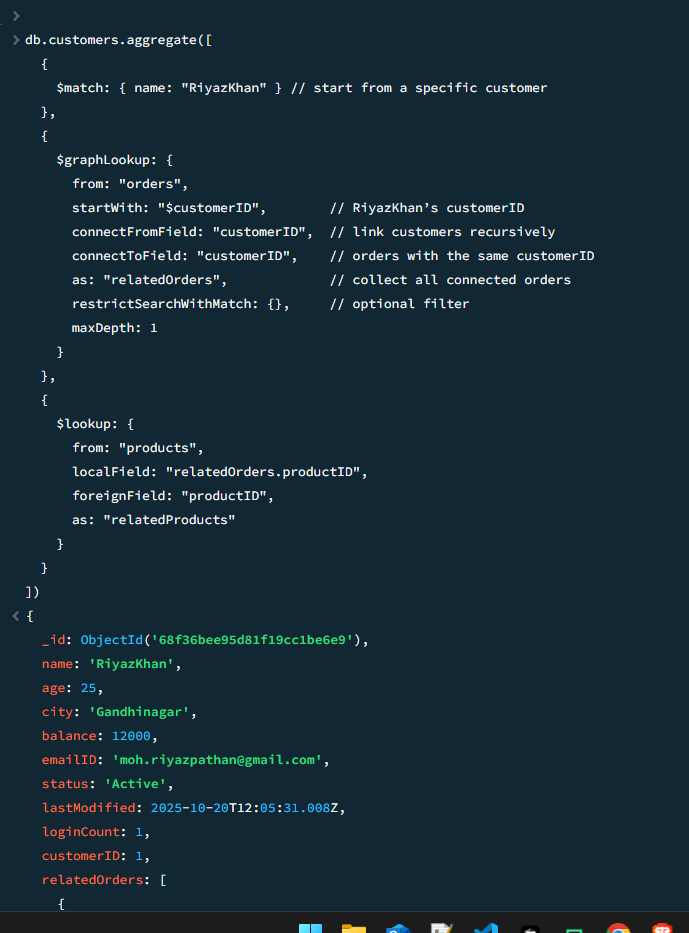 >
> db.customers.aggregate([
{
$match: { name: "RiyazKhan" } // start from a specific customer
},
{
$graphLookup: {
from: "orders",
startWith: "$customerID",        // RiyazKhan’s customerID
connectFromField: "customerID",  // link customers recursively
connectToField: "customerID",    // orders with the same customerID
as: "relatedOrders",             // collect all connected orders
restrictSearchWithMatch: {},     // optional filter
maxDepth: 1
}
},
{
$lookup: {
from: "products",
localField: "relatedOrders.productID",
foreignField: "productID",
as: "relatedProducts"
}
}
])
< {
_id: ObjectId('68f36bee95d81f19cc1be6e9'),
name: 'RiyazKhan',
age: 25,
city: 'Gandhinagar',
balance: 12000,
emailID: 'moh.riyazpathan@gmail.com',
status: 'Active',
lastModified: 2025-10-20T12:05:31.008Z,
loginCount: 1,
customerID: 1,
relatedOrders: [
{